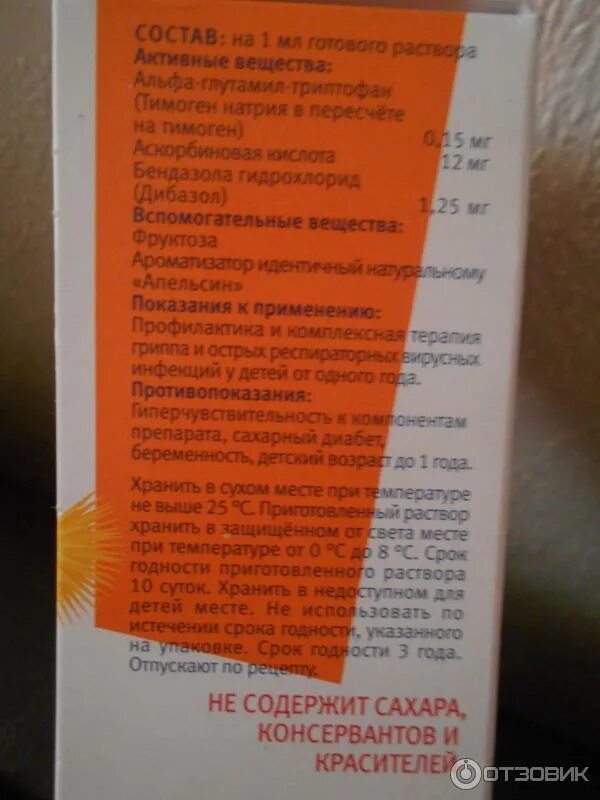 СОСТАВ: на 1 мл готового раствора
Активные вещества:
Альфа-глутамил-триптофан
(Тимоген натрия в пересчёте
на тимоген) 0,15 мг
Аскорбиновая кислота 12 мг
Бендазола гидрохлорид
(Дибазол) 1,25 мг
Вспомогательные вещества:
Фруктоза
Ароматизатор идентичный натуральному
«Апельсин»
Показания к применению:
Профилактика и комплексная терапия
гриппа и острых респираторных вирусных
инфекций у детей от одного года.
Противопоказания:
Гиперчувствительность к компонентам
препарата, сахарный диабет,
беременность, детский возраст до 1 года.
Хранить в сухом месте при температуре
не выше 25 °С. Приготовленный раствор
хранить в защищённом от света месте
при температуре от 0 °С до 8 °С. Срок
годности приготовленного раствора
10 суток. Хранить в недоступном для
детей месте. Не использовать по
истечении срока годности, указанного
на упаковке. Срок годности 3 года.
Отпускают по рецепту.
НЕ СОДЕРЖИТ САХАРА,
КОНСЕРВАНТОВ И
КРАСИТЕЛЕЙ
ОТЗОВИК